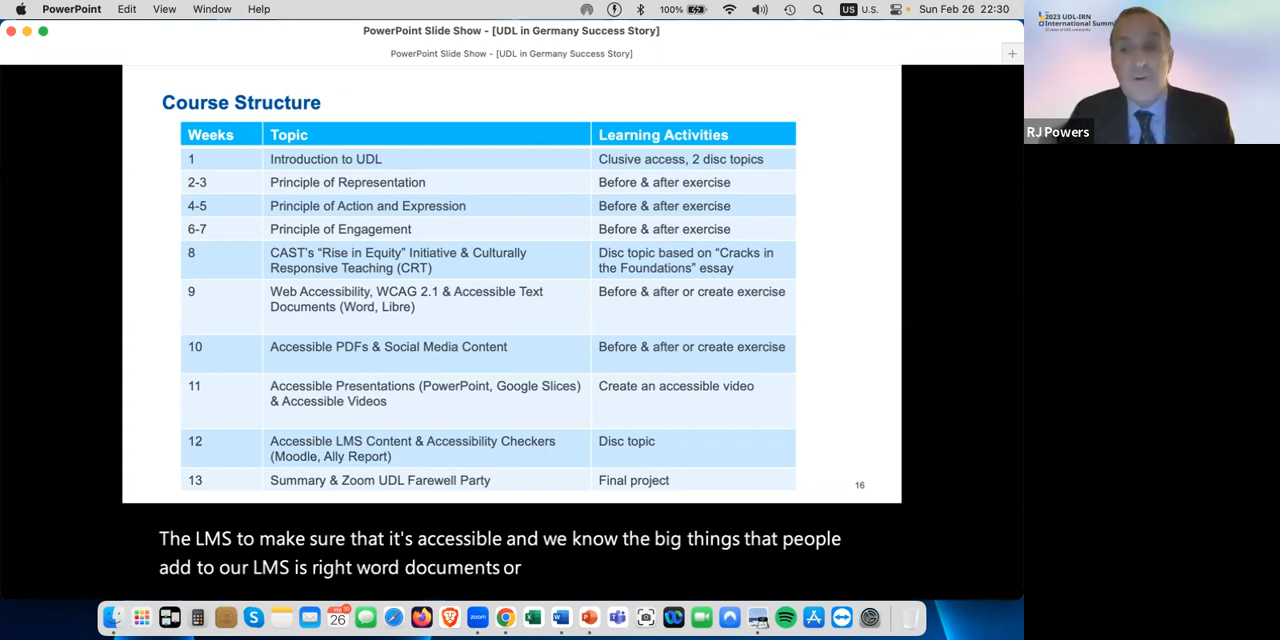 PowerPoint Edit View Window Help 100% US U.S. Sun Feb 26 22:30
PowerPoint Slide Show - [UDL in Germany Success Story]
PowerPoint Slide Show - [UDL in Germany Success Story]
Course Structure
Weeks Topic Learning Activities
1 Introduction to UDL Clusive access, 2 disc topics
2-3 Principle of Representation Before & after exercise
4-5 Principle of Action and Expression Before & after exercise
6-7 Principle of Engagement Before & after exercise
8 CAST's “Rise in Equity” Initiative & Culturally Disc topic based on “Cracks in
Responsive Teaching (CRT) the Foundations” essay
9 Web Accessibility, WCAG 2.1 & Accessible Text Before & after or create exercise
Documents (Word, Libre)
10 Accessible PDFs & Social Media Content Before & after or create exercise
11 Accessible Presentations (PowerPoint, Google Slices) Create an accessible video
& Accessible Videos
12 Accessible LMS Content & Accessibility Checkers Disc topic
(Moodle, Ally Report)
13 Summary & Zoom UDL Farewell Party Final project
16
The LMS to make sure that it's accessible and we know the big things that people
add to our LMS is right word documents or
2023 UDL-IRN
International Summ
RJ Powers
26
zoom